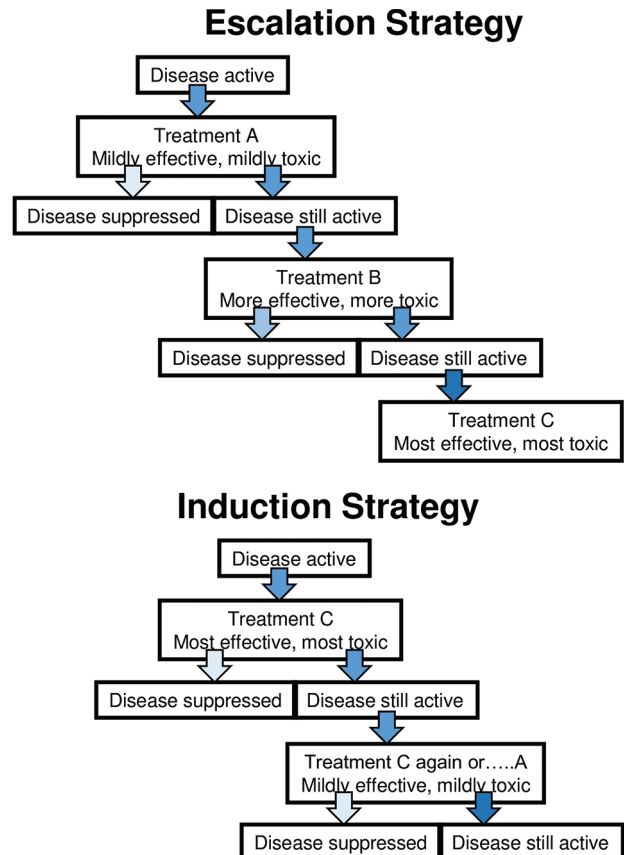 Escalation Strategy
Disease active
Treatment A
Mildly effective, mildly toxic
Disease suppressed
Disease still active
Treatment B
More effective, more toxic
Disease suppressed
Disease still active
Treatment C
Most effective, most toxic
Induction Strategy
Disease active
Treatment C
Most effective, most toxic
Disease suppressed
Disease still active
Treatment C again or…..A
Mildly effective, mildly toxic
Disease suppressed
Disease still active